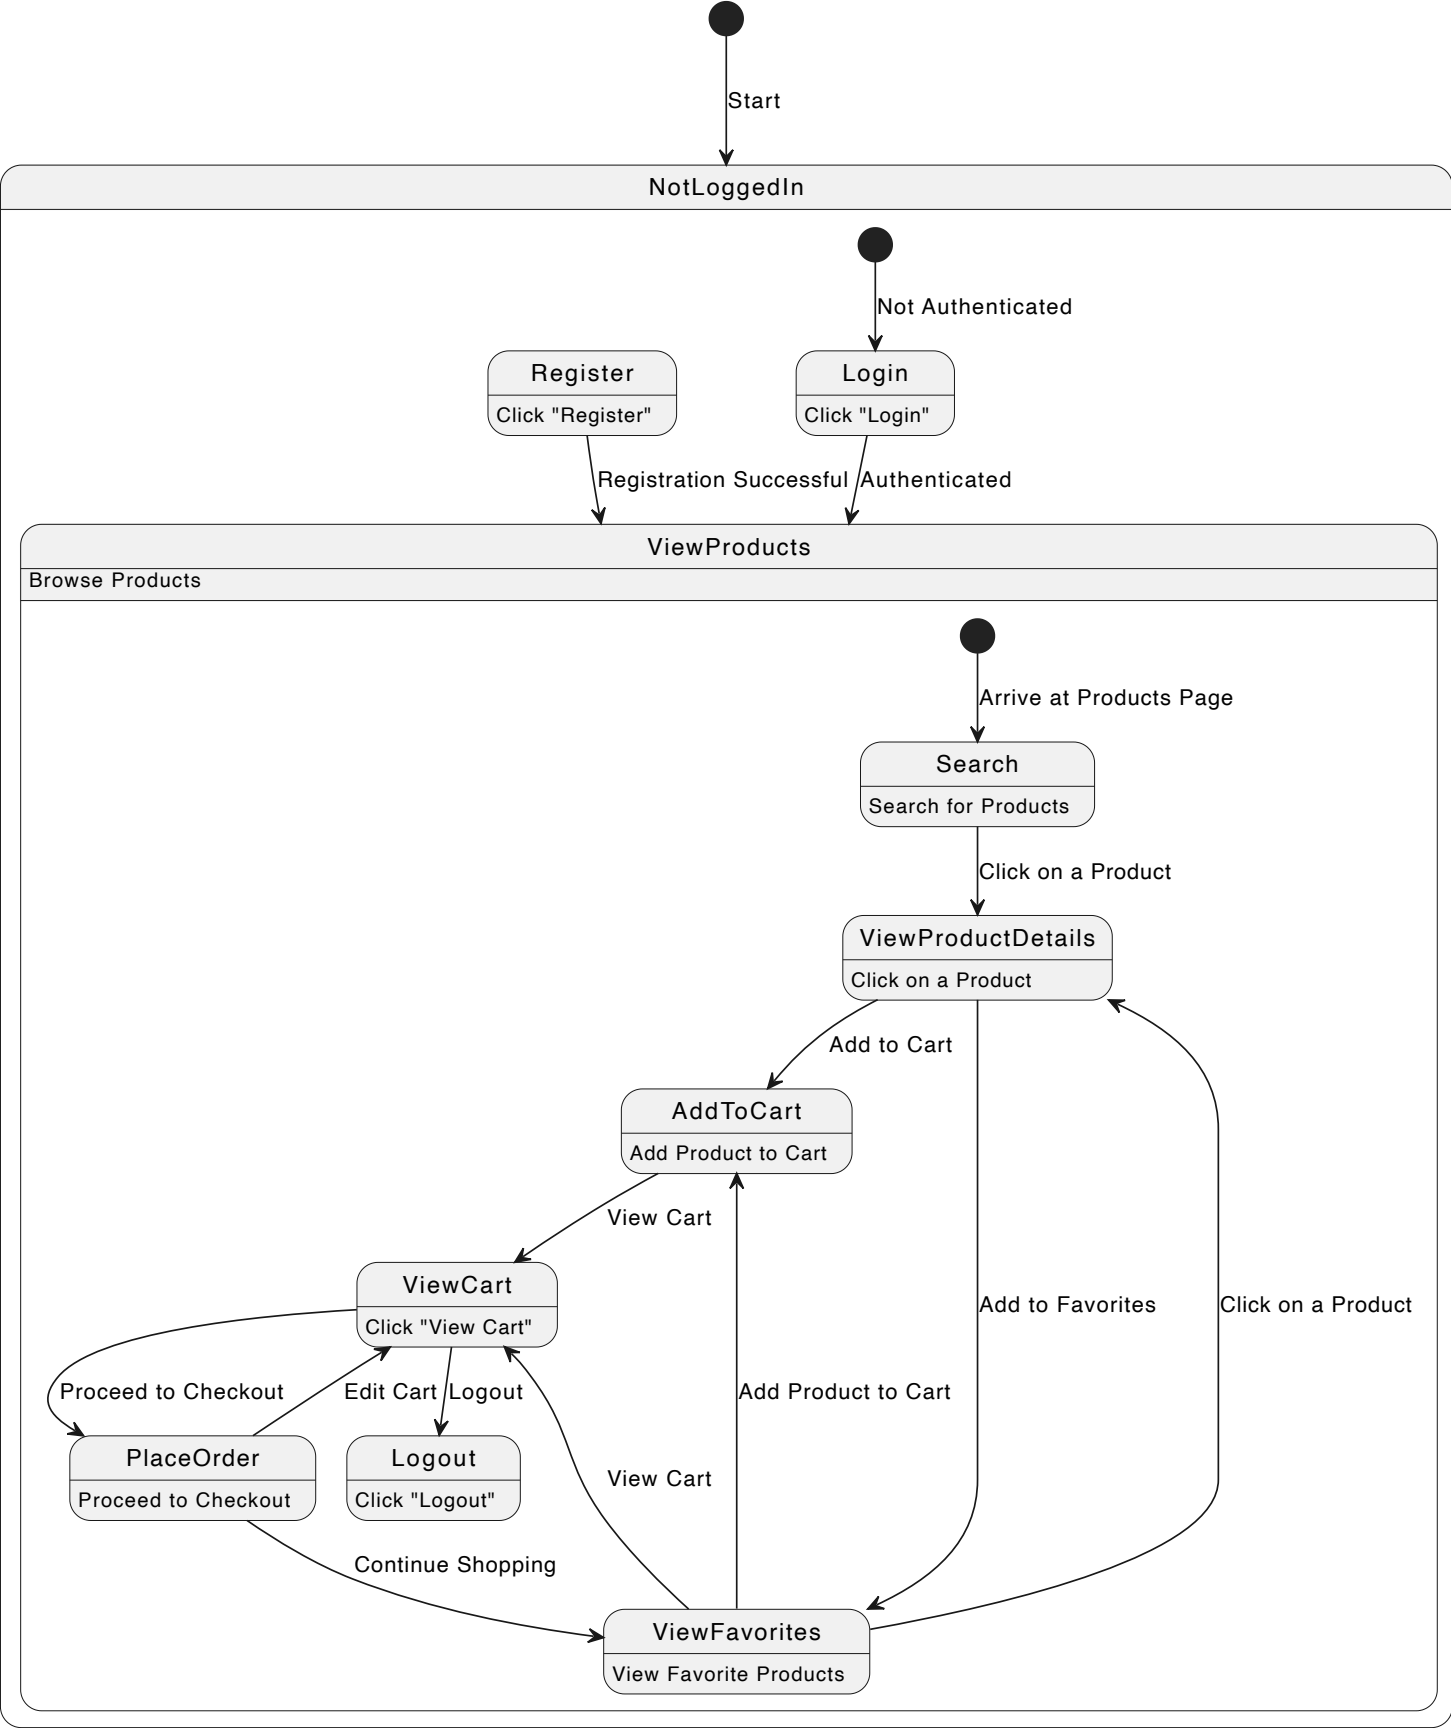 Start
NotLoggedIn
Not Authenticated
Register
Click "Register"
Login
Click "Login"
Registration Successful
Authenticated
ViewProducts
Browse Products
Arrive at Products Page
Search
Search for Products
Click on a Product
ViewProductDetails
Click on a Product
Add to Cart
AddToCart
Add Product to Cart
View Cart
ViewCart
Click "View Cart"
Add to Favorites
Click on a Product
Proceed to Checkout
Edit Cart
Logout
Add Product to Cart
PlaceOrder
Proceed to Checkout
Logout
Click "Logout"
View Cart
Continue Shopping
ViewFavorites
View Favorite Products